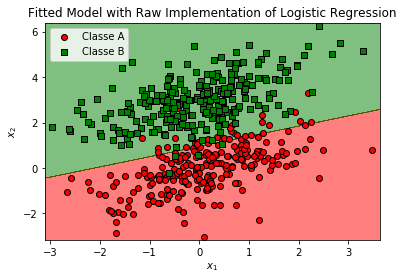 Fitted Model with Raw Implementation of Logistic Regression
Classe A
Classe B
6
4
2
0
−2
x₂
−3 −2 −1 0 1 2 3
x₁